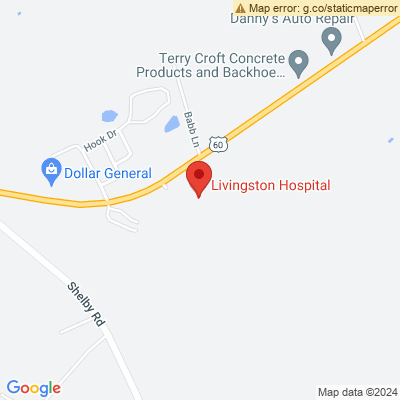 Map error: g.co/staticmaperror
Danny's Auto Repair
Terry Croft Concrete
Products and Backhoe...
Babb Ln
Hook Dr
60
Dollar General
Livingston Hospital
Shelby Rd
Google
Map data ©2024